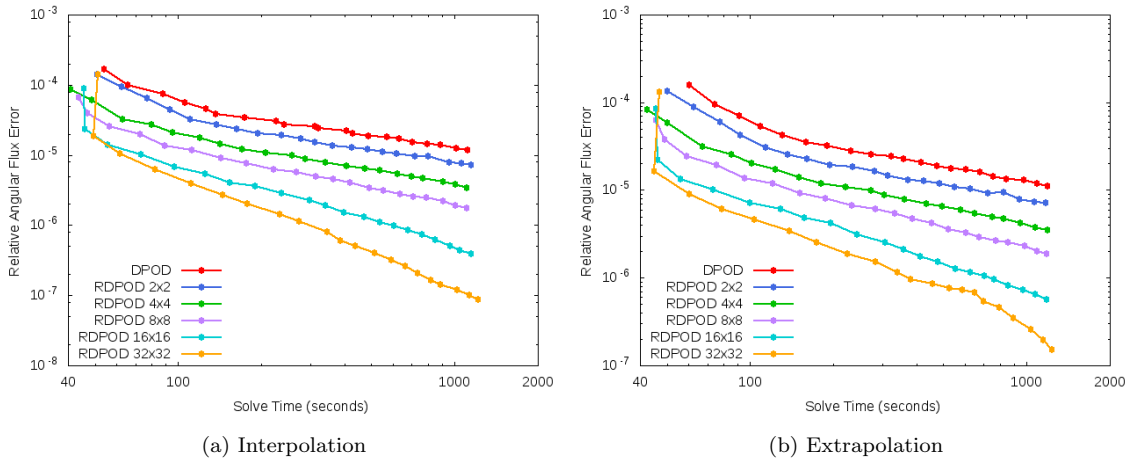 10^-3
10^-4
10^-5
10^-6
10^-7
10^-8
Relative Angular Flux Error
DPOD
RDPOD 2x2
RDPOD 4x4
RDPOD 8x8
RDPOD 16x16
RDPOD 32x32
40 100 1000 2000
Solve Time (seconds)
(a) Interpolation
10^-3
10^-4
10^-5
10^-6
10^-7
Relative Angular Flux Error
DPOD
RDPOD 2x2
RDPOD 4x4
RDPOD 8x8
RDPOD 16x16
RDPOD 32x32
40 100 1000 2000
Solve Time (seconds)
(b) Extrapolation